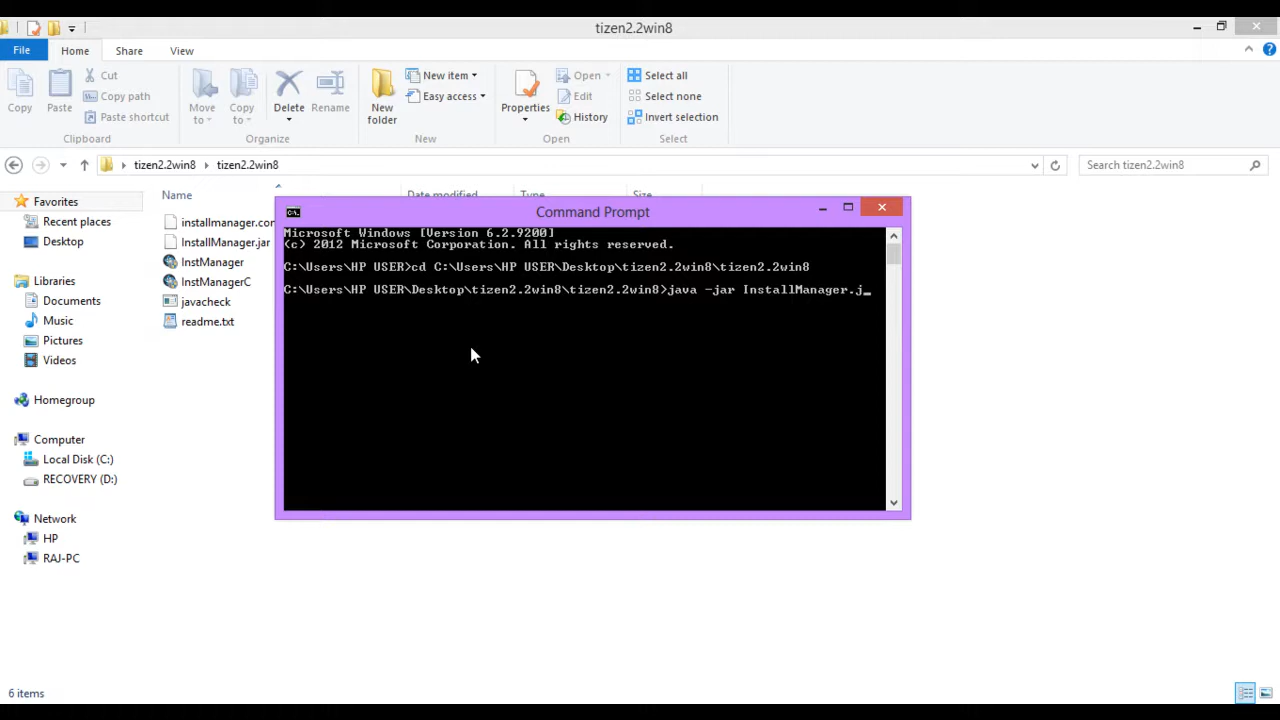 tizen2.2win8
File Home Share View
Copy
Paste
Cut
Copy path
Paste shortcut
Clipboard
Move to
Copy to
Delete
Rename
Organize
New folder
New item
Easy access
New
Properties
Open
Edit
History
Open
Select all
Select none
Invert selection
Select
tizen2.2win8 tizen2.2win8
Search tizen2.2win8
Favorites
Recent places
Desktop
Libraries
Documents
Music
Pictures
Videos
Homegroup
Computer
Local Disk (C:)
RECOVERY (D:)
Network
HP
RAJ-PC
Name Date modified Type Size
installmanager.con
InstallManager.jar
InstManager
InstManagerC
javacheck
readme.txt
Command Prompt
Microsoft Windows [Version 6.2.9200]
(c) 2012 Microsoft Corporation. All rights reserved.
C:\Users\HP USER>cd C:\Users\HP USER\Desktop\tizen2.2win8\tizen2.2win8
C:\Users\HP USER\Desktop\tizen2.2win8\tizen2.2win8>java -jar InstallManager.j_
6 items